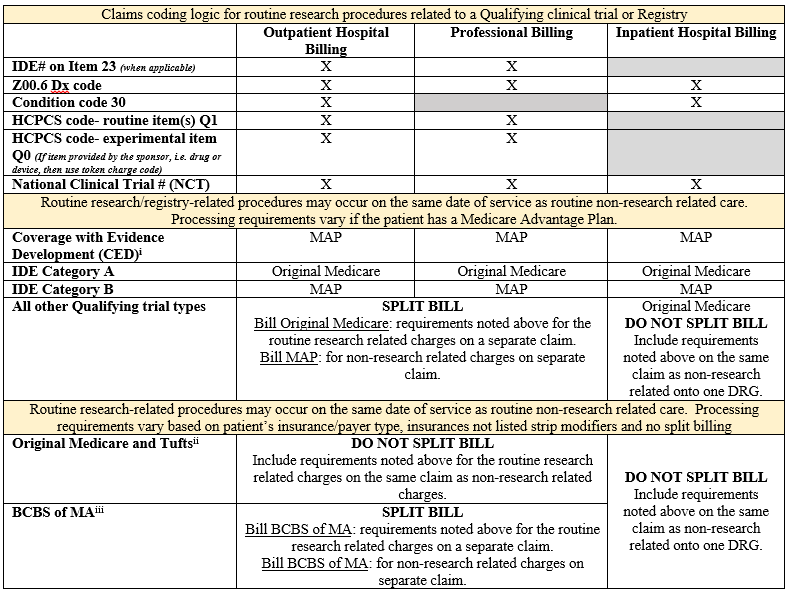 Claims coding logic for routine research procedures related to a Qualifying clinical trial or Registry
Outpatient Hospital
Billing
Professional Billing
Inpatient Hospital Billing
IDE# on Item 23 (when applicable)
X
X
Z00.6 Dx code
X
X
X
Condition code 30
X
X
HCPCS code- routine item(s) Q1
X
X
HCPCS code- experimental item
Q0 (If item provided by the sponsor, i.e. drug or
device, then use token charge code)
X
X
National Clinical Trial # (NCT)
X
X
X
Routine research/registry-related procedures may occur on the same date of service as routine non-research related care.
Processing requirements vary if the patient has a Medicare Advantage Plan.
Coverage with Evidence
Development (CED)i
MAP
MAP
MAP
IDE Category A
Original Medicare
Original Medicare
Original Medicare
IDE Category B
MAP
MAP
MAP
All other Qualifying trial types
SPLIT BILL
Bill Original Medicare: requirements noted above for the
routine research related charges on a separate claim.
Bill MAP: for non-research related charges on separate
claim.
Original Medicare
DO NOT SPLIT BILL
Include requirements
noted above on the same
claim as non-research
related onto one DRG.
Routine research-related procedures may occur on the same date of service as routine non-research related care. Processing
requirements vary based on patient's insurance/payer type, insurances not listed strip modifiers and no split billing
Original Medicare and Tuftsii
DO NOT SPLIT BILL
Include requirements noted above for the routine research
related charges on the same claim as non-research related
charges.
DO NOT SPLIT BILL
Include requirements
noted above on the same
claim as non-research
related onto one DRG.
BCBS of MAiii
SPLIT BILL
Bill BCBS of MA: requirements noted above for the routine
research related charges on a separate claim.
Bill BCBS of MA: for non-research related charges on
separate claim.